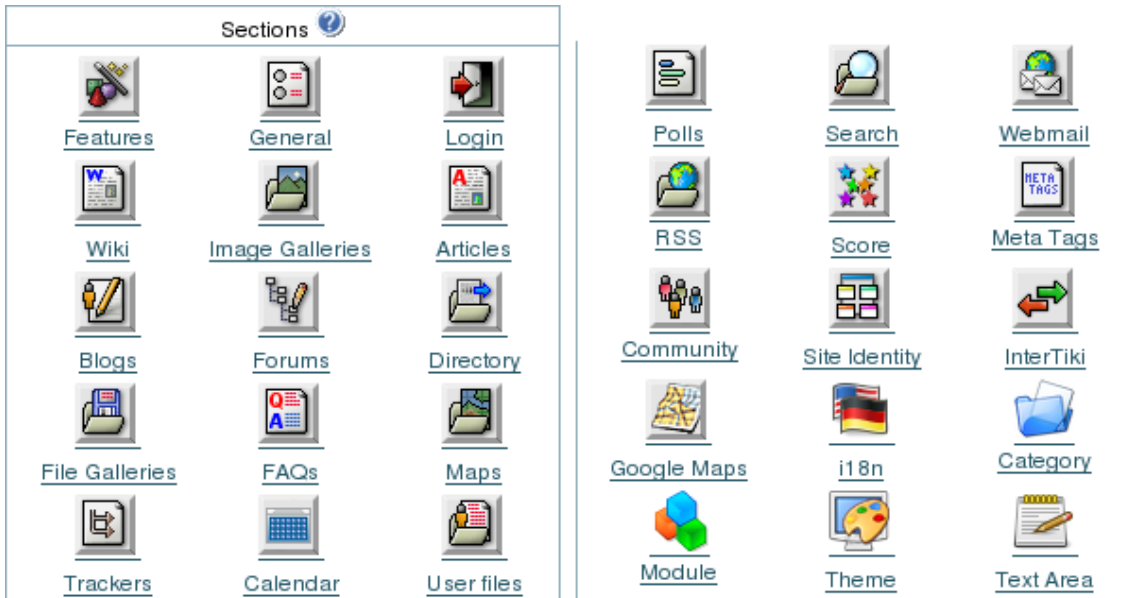 Sections ?
Features General Login
Wiki Image Galleries Articles
Blogs Forums Directory
File Galleries FAQs Maps
Trackers Calendar User files
Polls Search Webmail
META
TAGS
RSS Score Meta Tags
Community Site Identity InterTiki
Google Maps i18n Category
Module Theme Text Area
W
A
Q
A